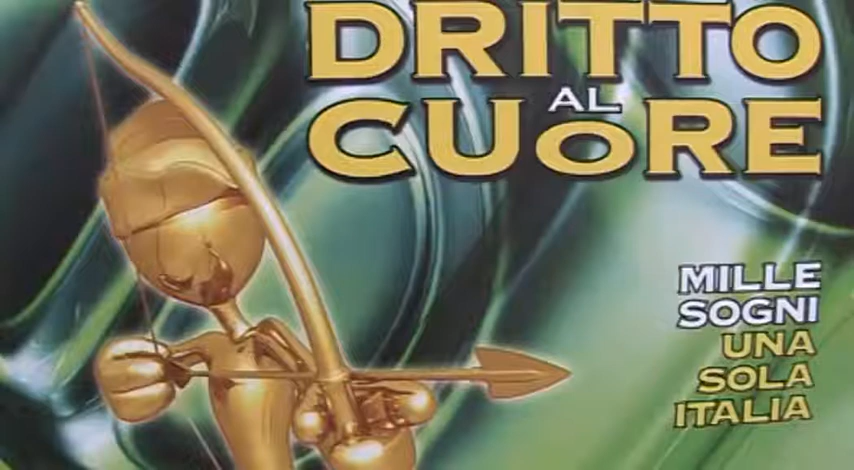 DRITTO
AL
CUORE
MILLE
SOGNI
UNA
SOLA
ITALIA